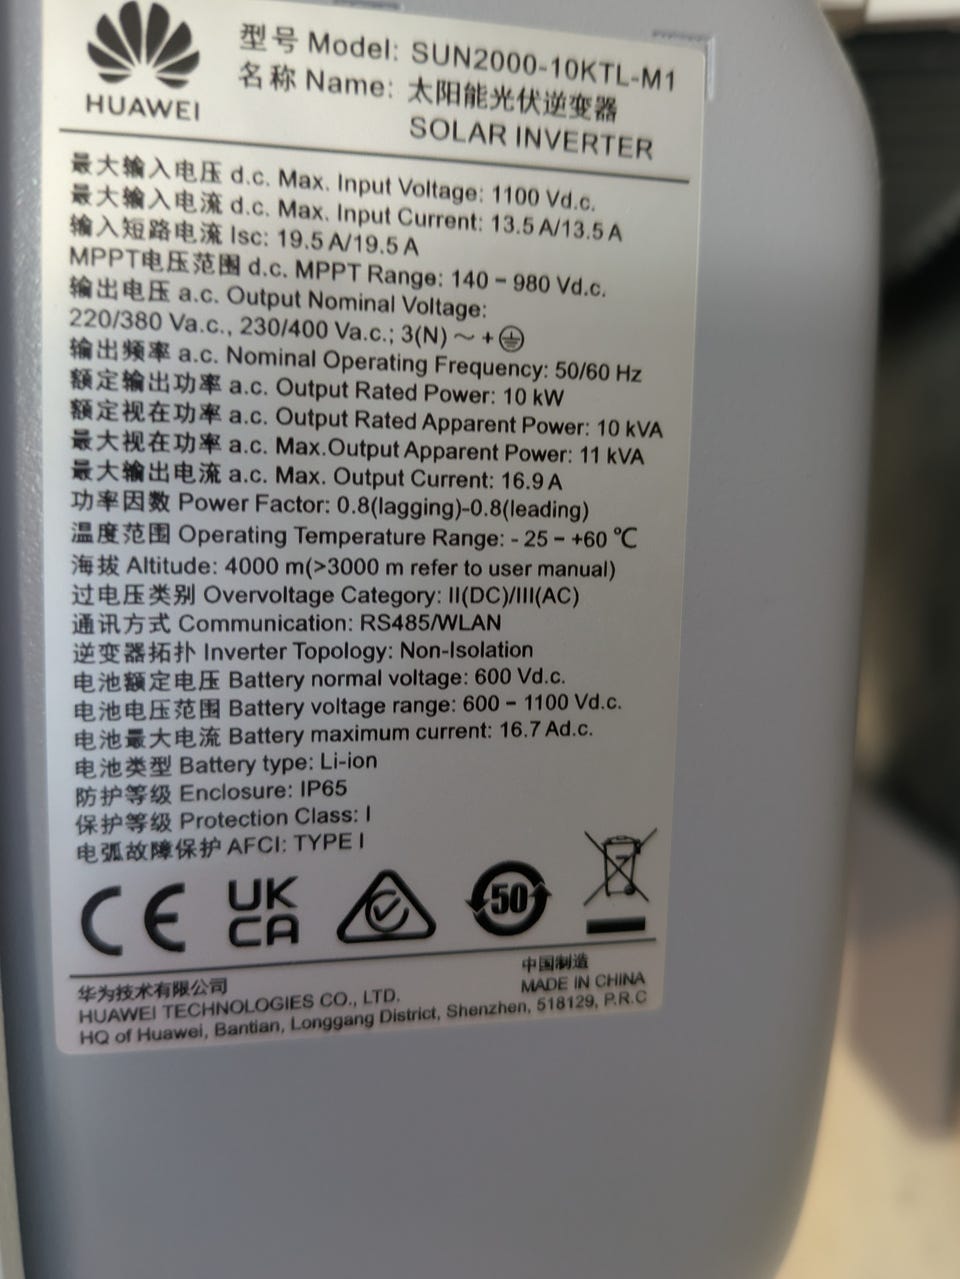 型号 Model: SUN2000-10KTL-M1
名称 Name: 太阳能光伏逆变器
SOLAR INVERTER
HUAWEI
最大输入电压 d.c. Max. Input Voltage: 1100 Vd.c.
最大输入电流 d.c. Max. Input Current: 13.5 A/13.5 A
输入短路电流 Isc: 19.5 A/19.5 A
MPPT电压范围 d.c. MPPT Range: 140 – 980 Vd.c.
输出电压 a.c. Output Nominal Voltage:
220/380 Va.c., 230/400 Va.c.; 3(N) ~ + ⏚
输出频率 a.c. Nominal Operating Frequency: 50/60 Hz
额定输出功率 a.c. Output Rated Power: 10 kW
额定视在功率 a.c. Output Rated Apparent Power: 10 kVA
最大视在功率 a.c. Max.Output Apparent Power: 11 kVA
最大输出电流 a.c. Max. Output Current: 16.9 A
功率因数 Power Factor: 0.8(lagging)-0.8(leading)
温度范围 Operating Temperature Range: - 25 – +60 ℃
海拔 Altitude: 4000 m(>3000 m refer to user manual)
过电压类别 Overvoltage Category: II(DC)/III(AC)
通讯方式 Communication: RS485/WLAN
逆变器拓扑 Inverter Topology: Non-Isolation
电池额定电压 Battery normal voltage: 600 Vd.c.
电池电压范围 Battery voltage range: 600 – 1100 Vd.c.
电池最大电流 Battery maximum current: 16.7 Ad.c.
电池类型 Battery type: Li-ion
防护等级 Enclosure: IP65
保护等级 Protection Class: I
电弧故障保护 AFCI: TYPE I
CE UK CA 50
中国制造
MADE IN CHINA
华为技术有限公司
HUAWEI TECHNOLOGIES CO., LTD.
HQ of Huawei, Bantian, Longgang District, Shenzhen, 518129, P.R.C